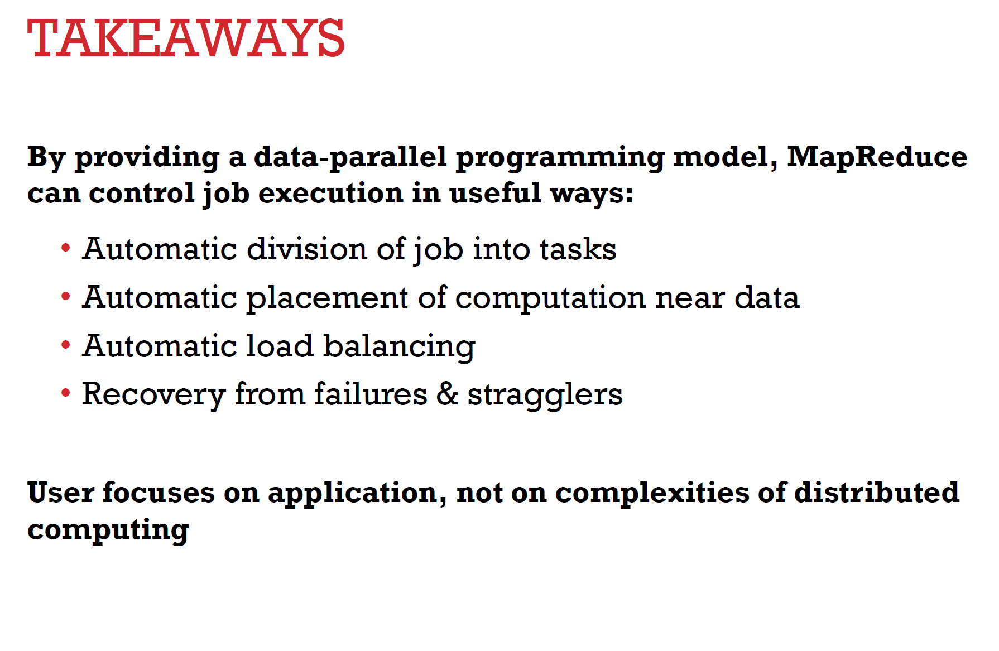 TAKEAWAYS
By providing a data-parallel programming model, MapReduce
can control job execution in useful ways:
• Automatic division of job into tasks
• Automatic placement of computation near data
• Automatic load balancing
• Recovery from failures & stragglers
User focuses on application, not on complexities of distributed
computing